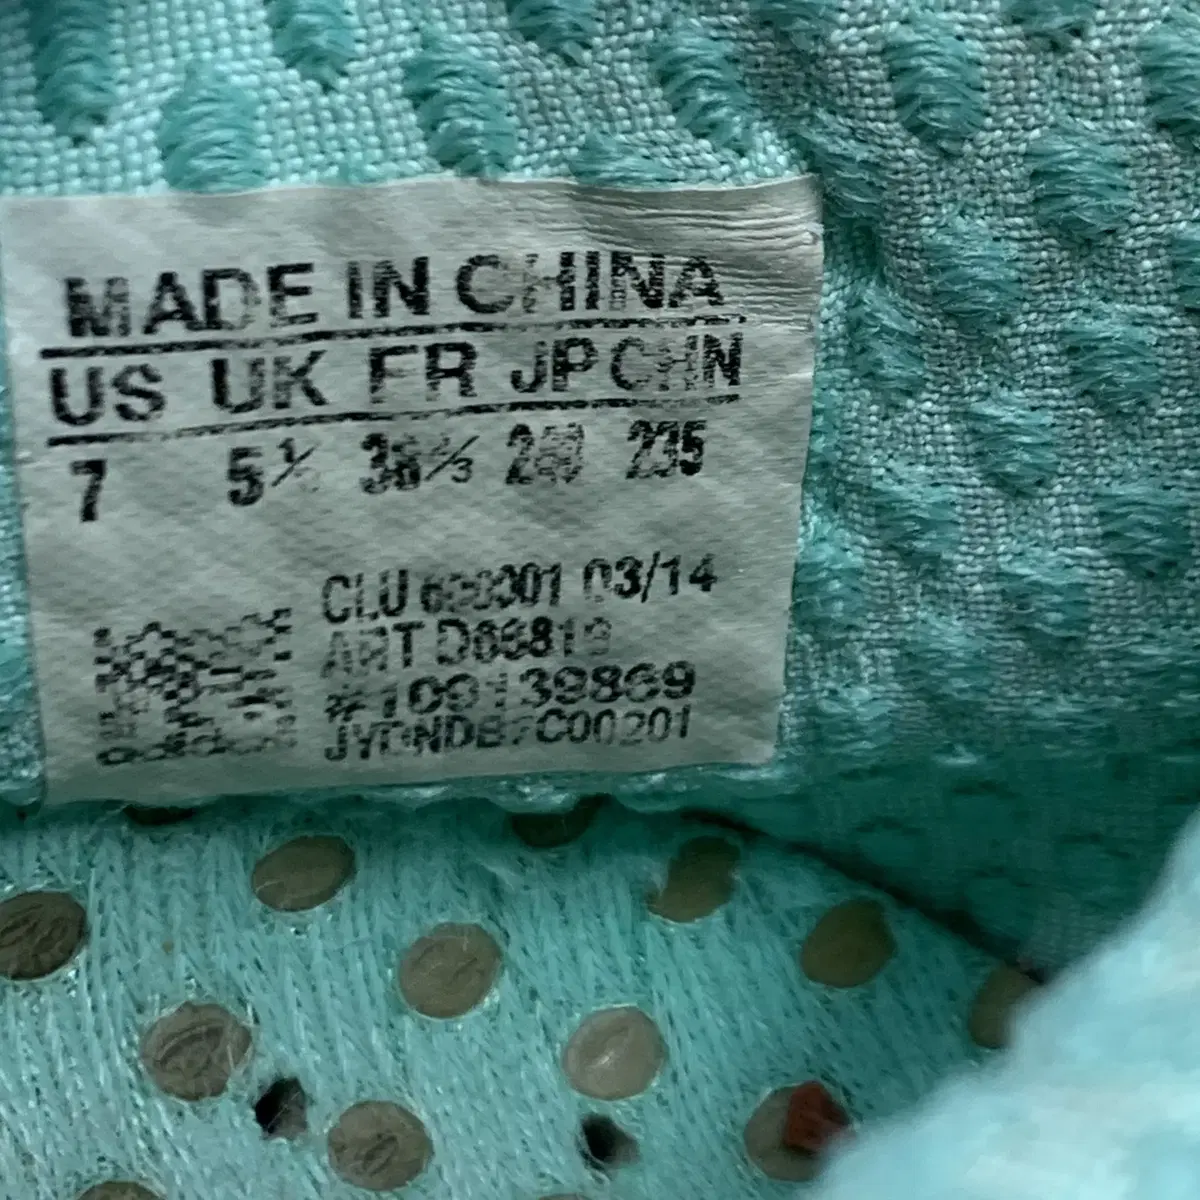 MADE IN CHINA
US UK FR JP CHN
7 5½ 38⅔ 240 235
CLU 03/14
ART
#109139869